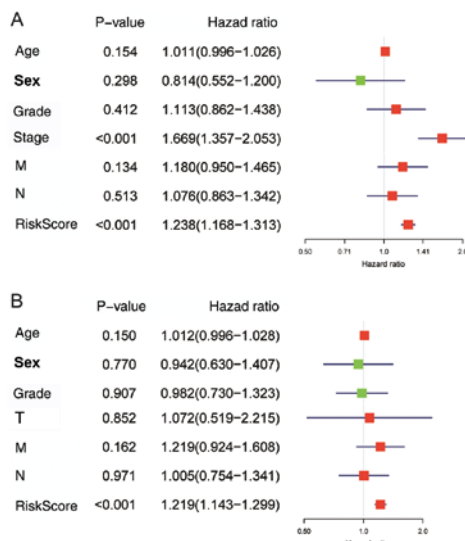 A
P-value Hazad ratio
Age 0.154 1.011(0.996-1.026)
Sex 0.298 0.814(0.552-1.200)
Grade 0.412 1.113(0.862-1.438)
Stage <0.001 1.669(1.357-2.053)
M 0.134 1.180(0.950-1.465)
N 0.513 1.076(0.863-1.342)
RiskScore <0.001 1.238(1.168-1.313)
0.50 0.71 1.0 1.41 2.0
Hazard ratio
B
P-value Hazad ratio
Age 0.150 1.012(0.996-1.028)
Sex 0.770 0.942(0.630-1.407)
Grade 0.907 0.982(0.730-1.323)
T 0.852 1.072(0.519-2.215)
M 0.162 1.219(0.924-1.608)
N 0.971 1.005(0.754-1.341)
RiskScore <0.001 1.219(1.143-1.299)
0.50 1.0 2.0